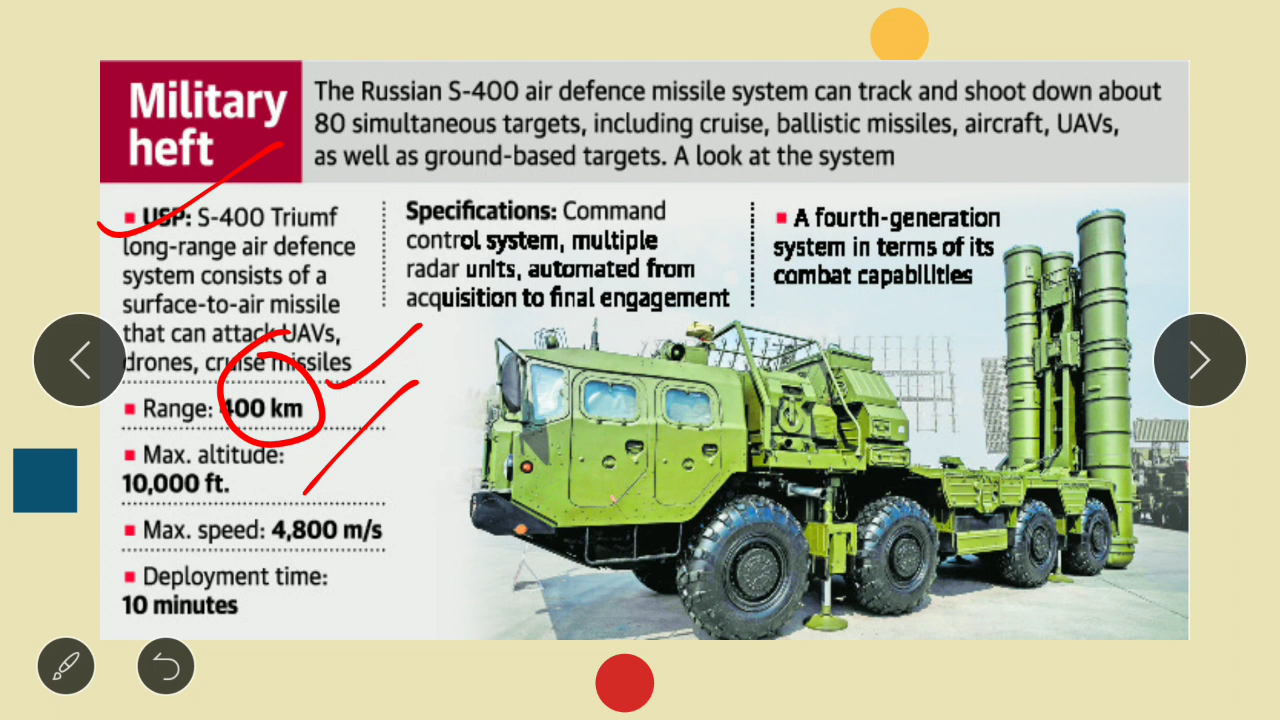 Military
heft
The Russian S-400 air defence missile system can track and shoot down about
80 simultaneous targets, including cruise, ballistic missiles, aircraft, UAVs,
as well as ground-based targets. A look at the system
USP: S-400 Triumf
long-range air defence
system consists of a
surface-to-air missile
that can attack UAVs,
drones, cruise missiles
Range: 400 km
Max. altitude:
10,000 ft.
Max. speed: 4,800 m/s
Deployment time:
10 minutes
Specifications: Command
control system, multiple
radar units, automated from
acquisition to final engagement
A fourth-generation
system in terms of its
combat capabilities